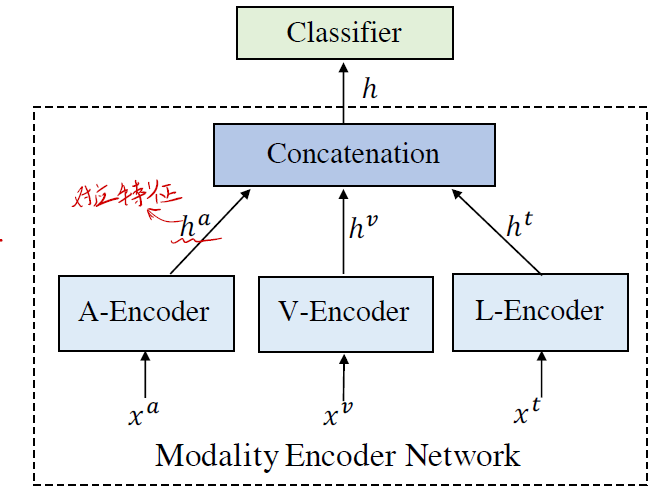 Classifier
h
Concatenation
对应特征
h^a
h^v
h^t
A-Encoder
V-Encoder
L-Encoder
x^a
x^v
x^t
Modality Encoder Network